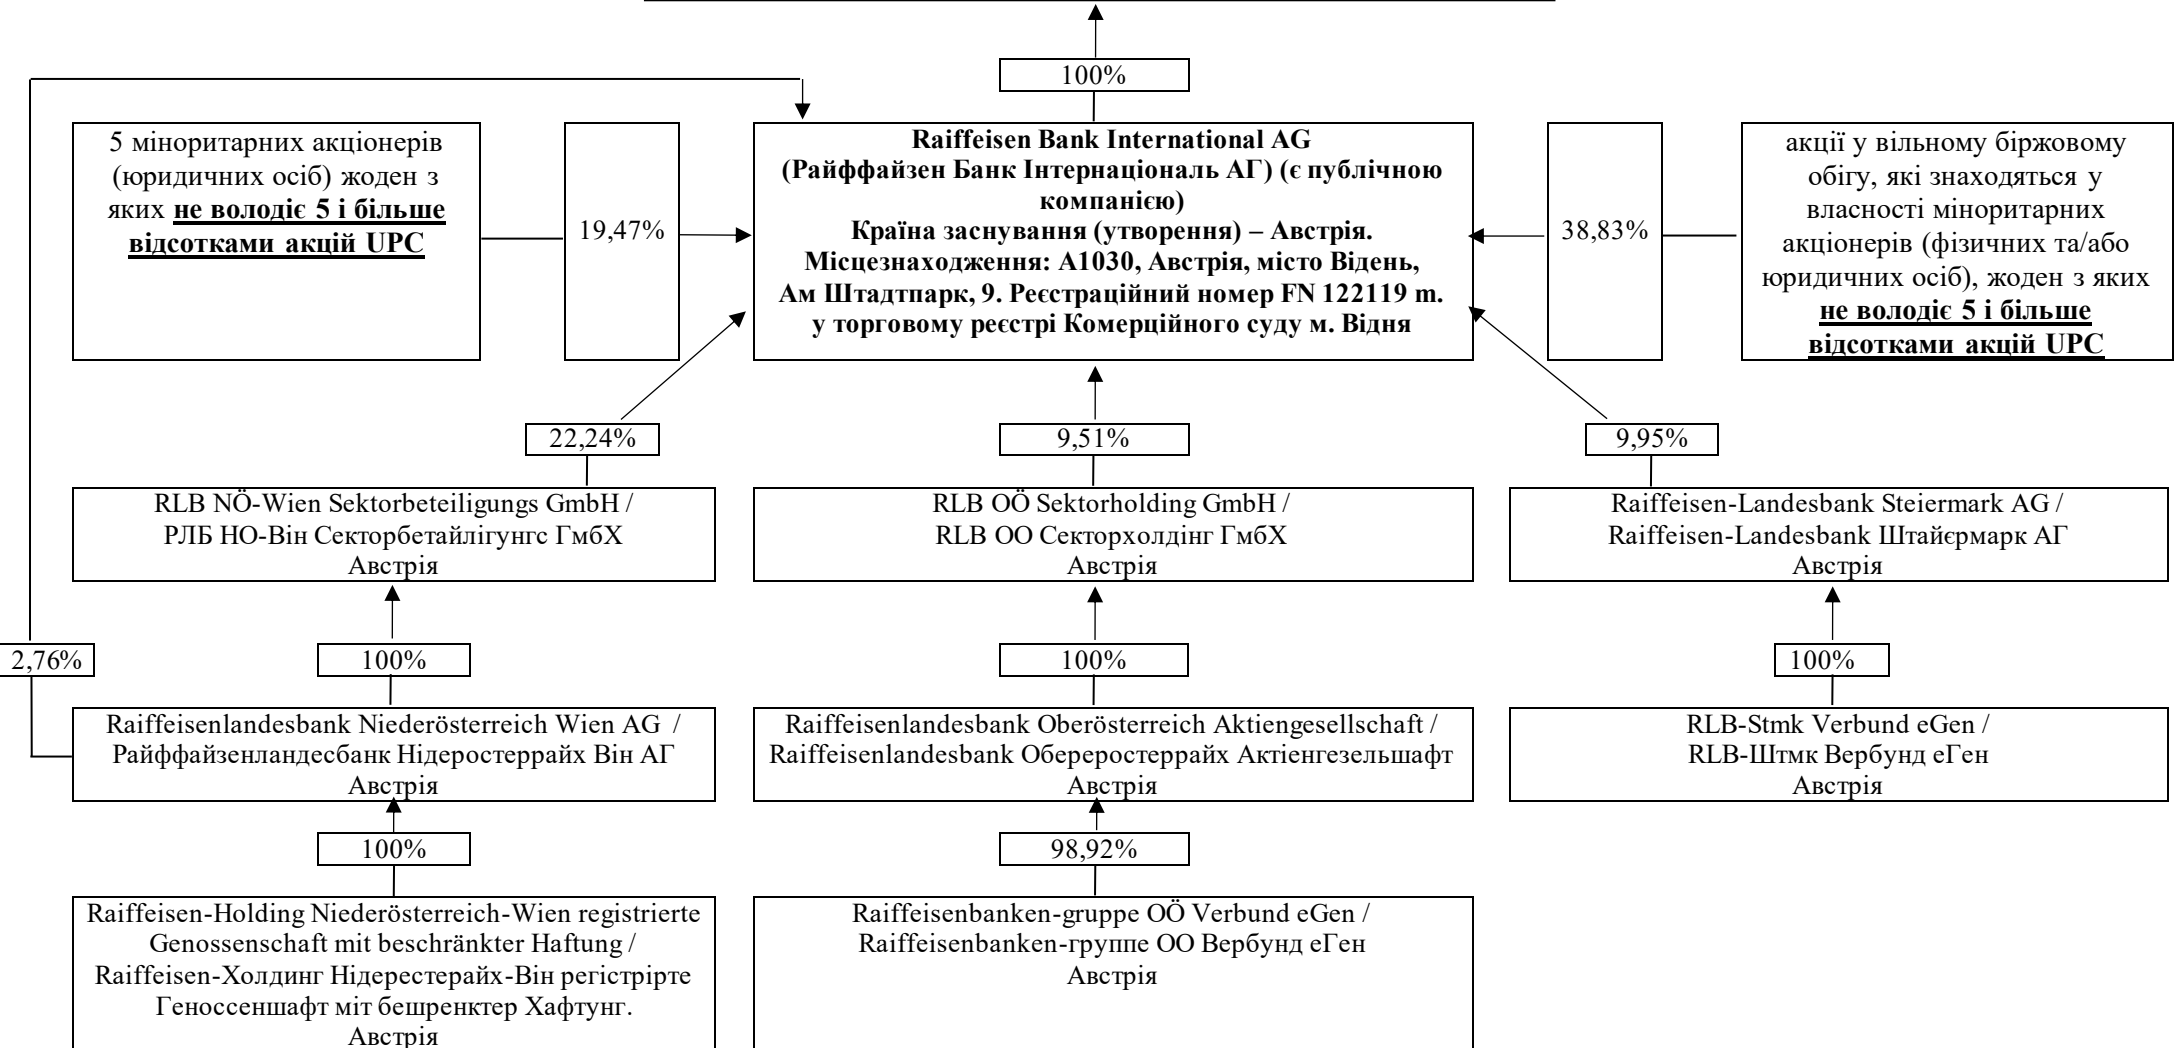 100%
5 міноритарних акціонерів
(юридичних осіб) жоден з
яких не володіє 5 і більше
відсотками акцій UPC
19,47%
Raiffeisen Bank International AG
(Райффайзен Банк Інтернаціональ АГ) (є публічною
компанією)
Країна заснування (утворення) – Австрія.
Місцезнаходження: А1030, Австрія, місто Відень,
Ам Штадтпарк, 9. Реєстраційний номер FN 122119 m.
у торговому реєстрі Комерційного суду м. Відня
38,83%
акції у вільному біржовому
обігу, які знаходяться у
власності міноритарних
акціонерів (фізичних та/або
юридичних осіб), жоден з яких
не володіє 5 і більше
відсотками акцій UPC
22,24%
9,51%
9,95%
RLB NÖ-Wien Sektorbeteiligungs GmbH /
РЛБ НО-Він Секторбетайлігунгс ГмбХ
Австрія
RLB OÖ Sektorholding GmbH /
RLB ОО Секторхолдінг ГмбХ
Австрія
Raiffeisen-Landesbank Steiermark AG /
Raiffeisen-Landesbank Штайєрмарк АГ
Австрія
2,76%
100%
100%
100%
Raiffeisenlandesbank Niederösterreich Wien AG /
Райффайзенландесбанк Нідеростеррайх Він АГ
Австрія
Raiffeisenlandesbank Oberösterreich Aktiengesellschaft /
Raiffeisenlandesbank Обереростеррайх Актіенгезельшафт
Австрія
RLB-Stmk Verbund eGen /
RLB-Штмк Вербунд еГен
Австрія
100%
98,92%
Raiffeisen-Holding Niederösterreich-Wien registrierte
Genossenschaft mit beschränkter Haftung /
Raiffeisen-Холдинг Нідерестерайх-Він регістрірте
Геноссеншафт міт бешренктер Хафтунг.
Австрія
Raiffeisenbanken-gruppe OÖ Verbund eGen /
Raiffeisenbanken-группе ОО Вербунд еГен
Австрія